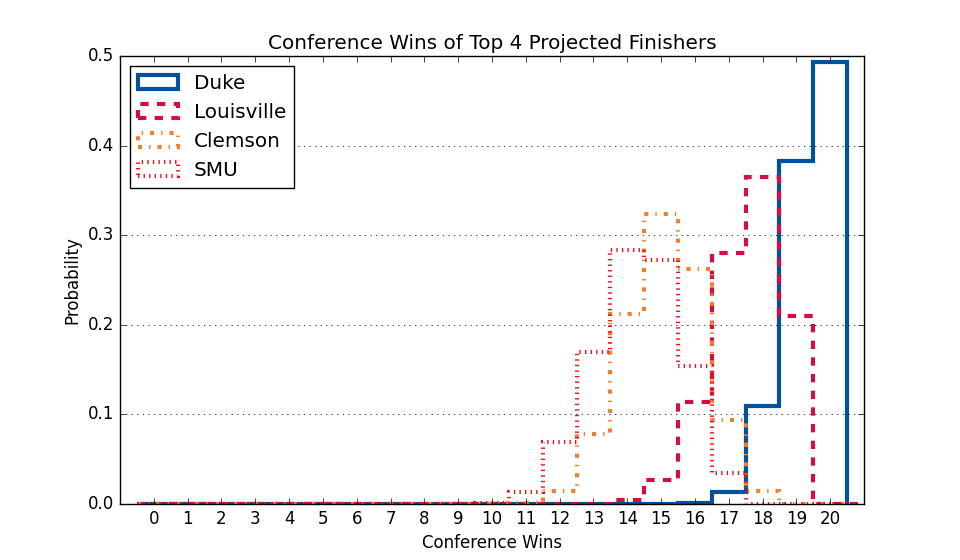 Conference Wins of Top 4 Projected Finishers
0.5
Duke
Louisville
Clemson
SMU
0.4
0.3
0.2
0.1
0.0
Probability
0 1 2 3 4 5 6 7 8 9 10 11 12 13 14 15 16 17 18 19 20
Conference Wins